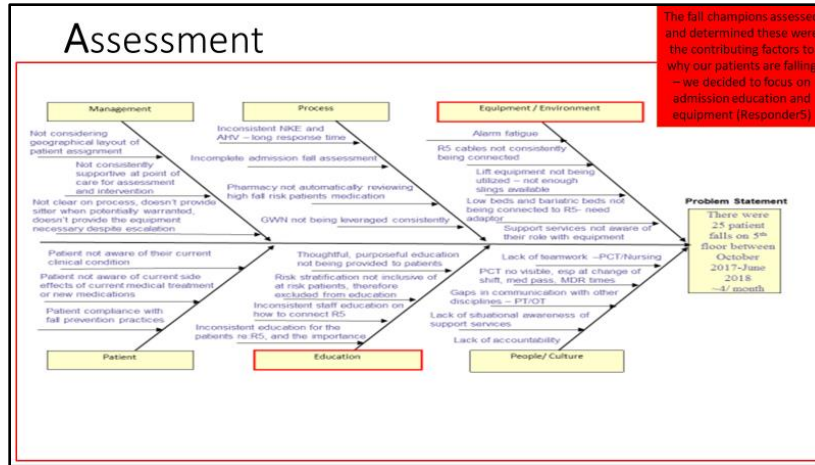 Assessment
The fall champions assessed
and determined these were
the contributing factors to
why our patients are falling
– we decided to focus on
admission education and
equipment (Responder5)
Management
Not considering
geographical layout of
patient assignment
Not consistently
supportive at point of
care for assessment
and intervention
Not clear on process, doesn't provide
sitter when potentially warranted,
doesn't provide the equipment
necessary despite escalation
Process
Inconsistent NKE and
AHV – long response time
Incomplete admission fall assessment
Pharmacy not automatically reviewing
high fall risk patients medication
GWN not being leveraged consistently
Equipment / Environment
Alarm fatigue
R5 cables not consistently
being connected
Lift equipment not being
utilized – not enough
slings available
Low beds and bariatric beds not
being connected to R5- need
adaptor
Support services not aware of
their role with equipment
Problem Statement
There were
25 patient
falls on 5th
floor between
October
2017-June
2018
~4/ month
Patient not aware of their current
clinical condition
Patient not aware of current side
effects of current medical treatment
or new medications
Patient compliance with
fall prevention practices
Patient
Thoughtful, purposeful education
not being provided to patients
Risk stratification not inclusive of
at risk patients, therefore
excluded from education
Inconsistent staff education on
how to connect R5
Inconsistent education for the
patients re:R5, and the importance
Education
Lack of teamwork –PCT/Nursing
PCT no visible, esp at change of
shift, med pass, MDR times
Gaps in communication with other
disciplines – PT/OT
Lack of situational awareness of
support services
Lack of accountability
People/ Culture